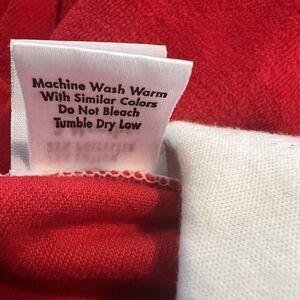 Machine Wash Warm
With Similar Colors
Do Not Bleach
Tumble Dry Low